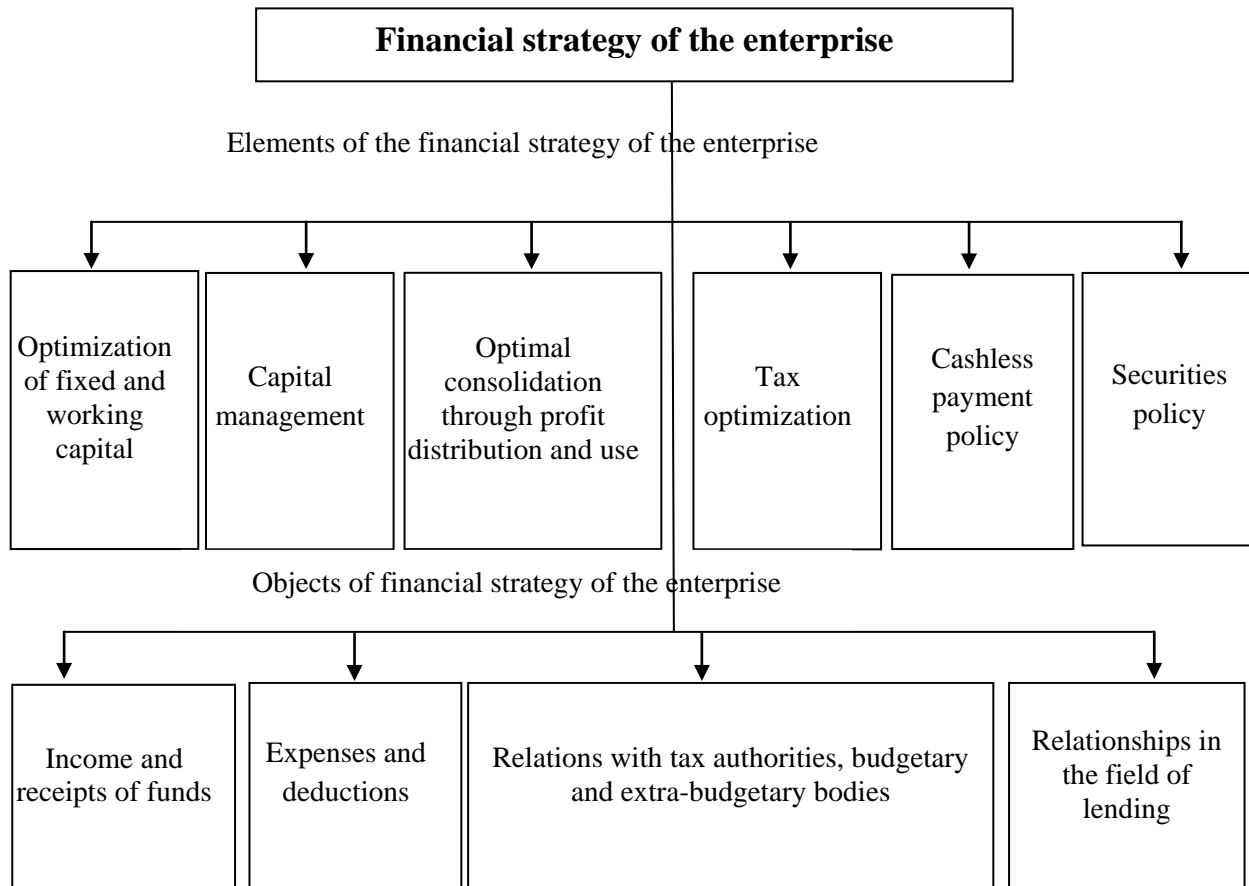 Financial strategy of the enterprise
Elements of the financial strategy of the enterprise
Optimization
of fixed and
working
capital
Capital
management
Optimal
consolidation
through profit
distribution and use
Tax
optimization
Cashless
payment
policy
Securities
policy
Objects of financial strategy of the enterprise
Income and
receipts of funds
Expenses and
deductions
Relations with tax authorities, budgetary
and extra-budgetary bodies
Relationships in
the field of
lending